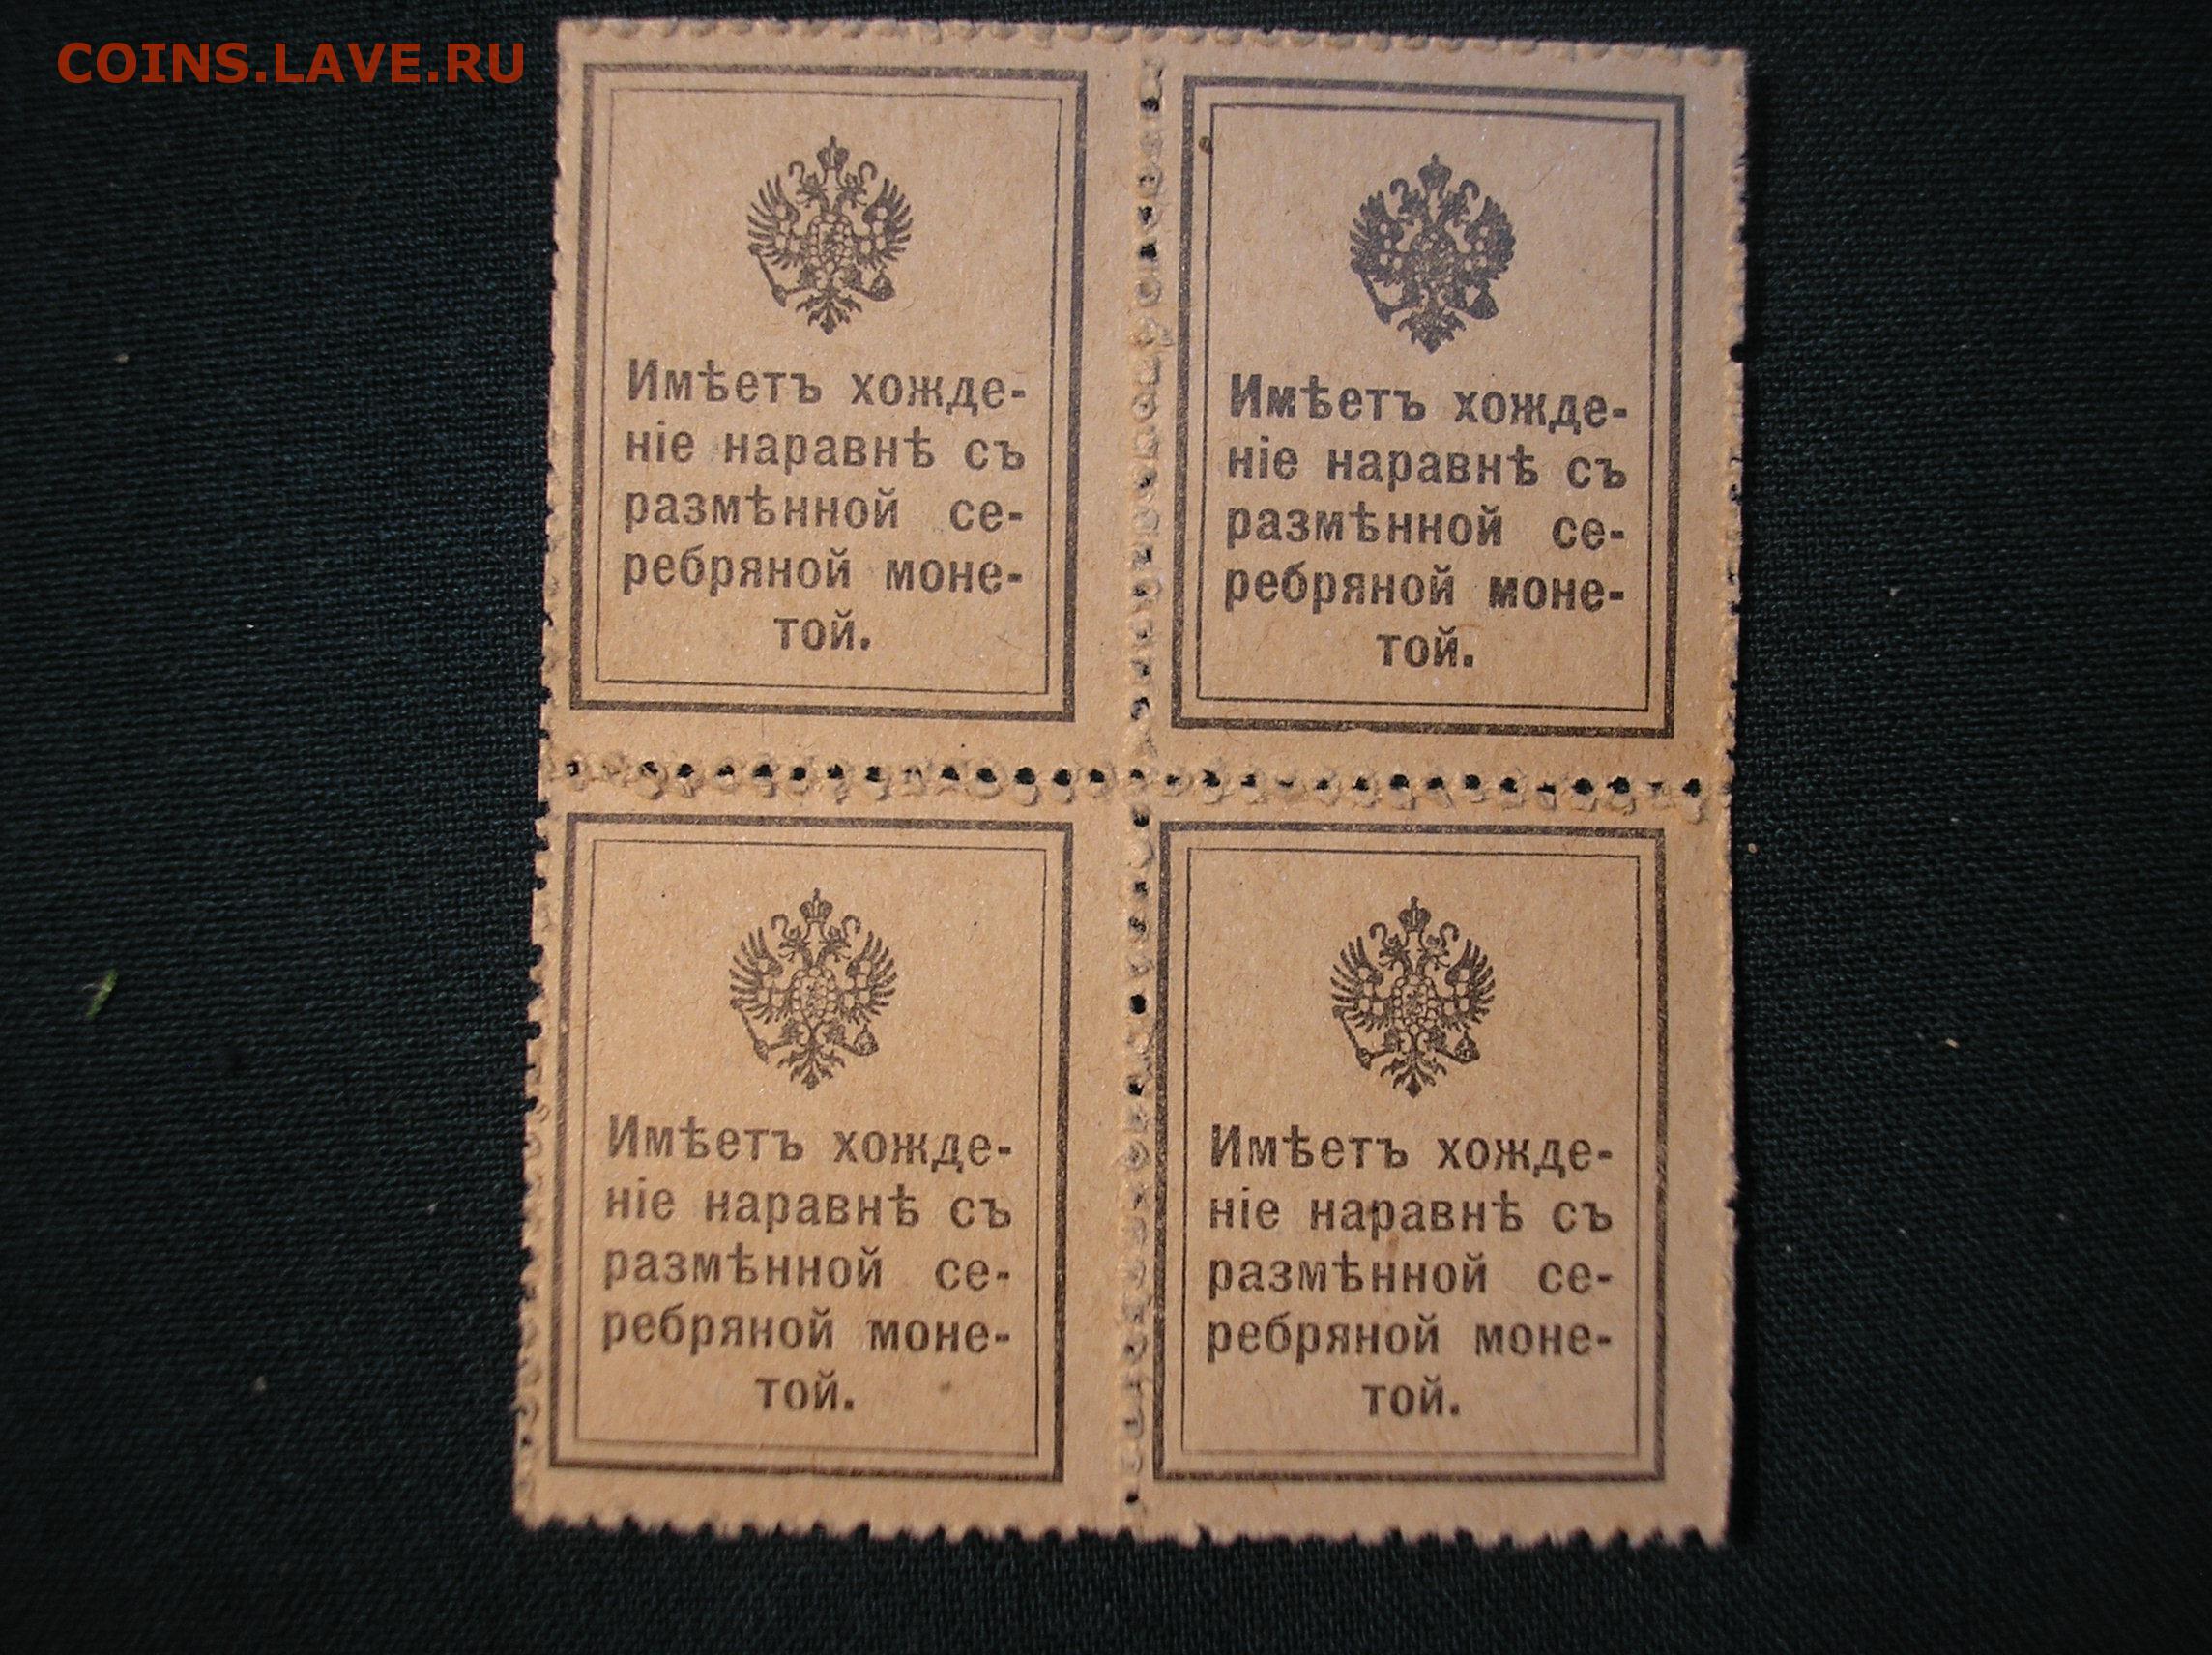 COINS.LAVE.RU
Имѣетъ хожде-
ніе наравнѣ съ
размѣнной се-
ребряной моне-
той.
Имѣетъ хожде-
ніе наравнѣ съ
размѣнной се-
ребряной моне-
той.
Имѣетъ хожде-
ніе наравнѣ съ
размѣнной се-
ребряной моне-
той.
Имѣетъ хожде-
ніе наравнѣ съ
размѣнной се-
ребряной моне-
той.